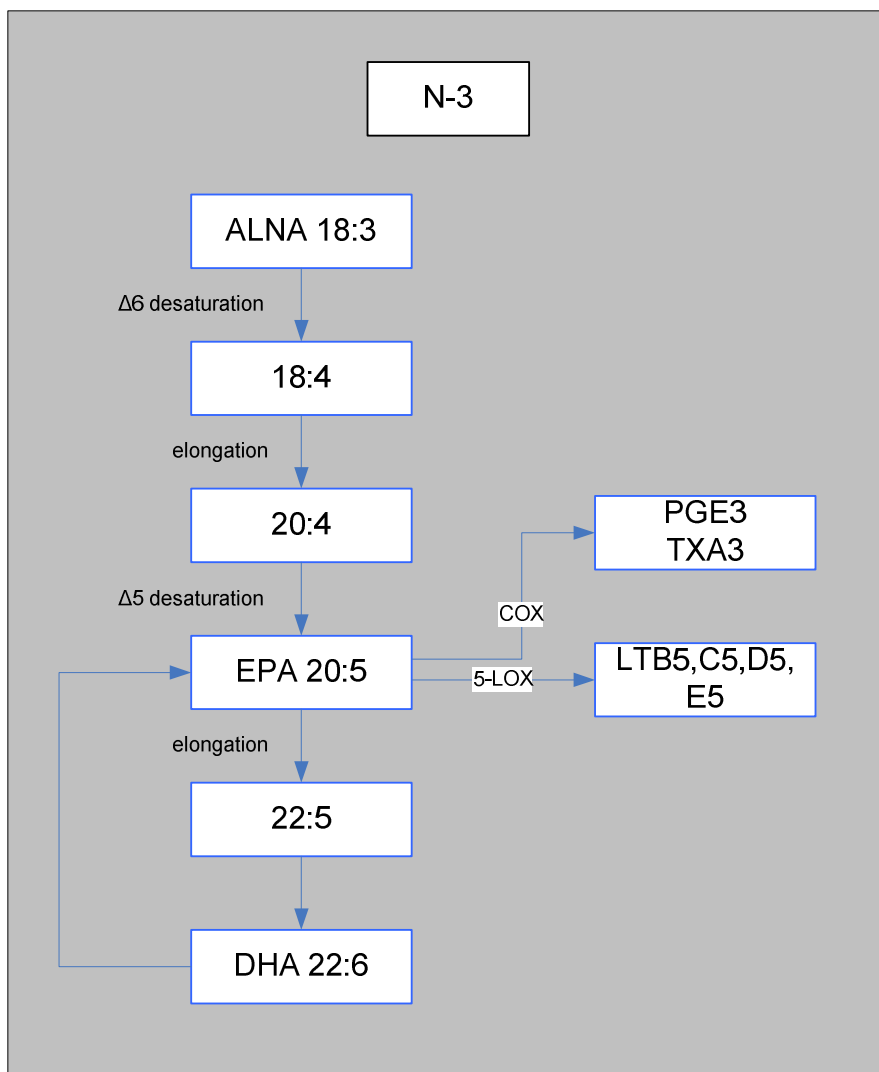 N-3
ALNA 18:3
Δ6 desaturation
18:4
elongation
20:4
PGE3
TXA3
Δ5 desaturation
COX
EPA 20:5
5-LOX
LTB5,C5,D5,
E5
elongation
22:5
DHA 22:6